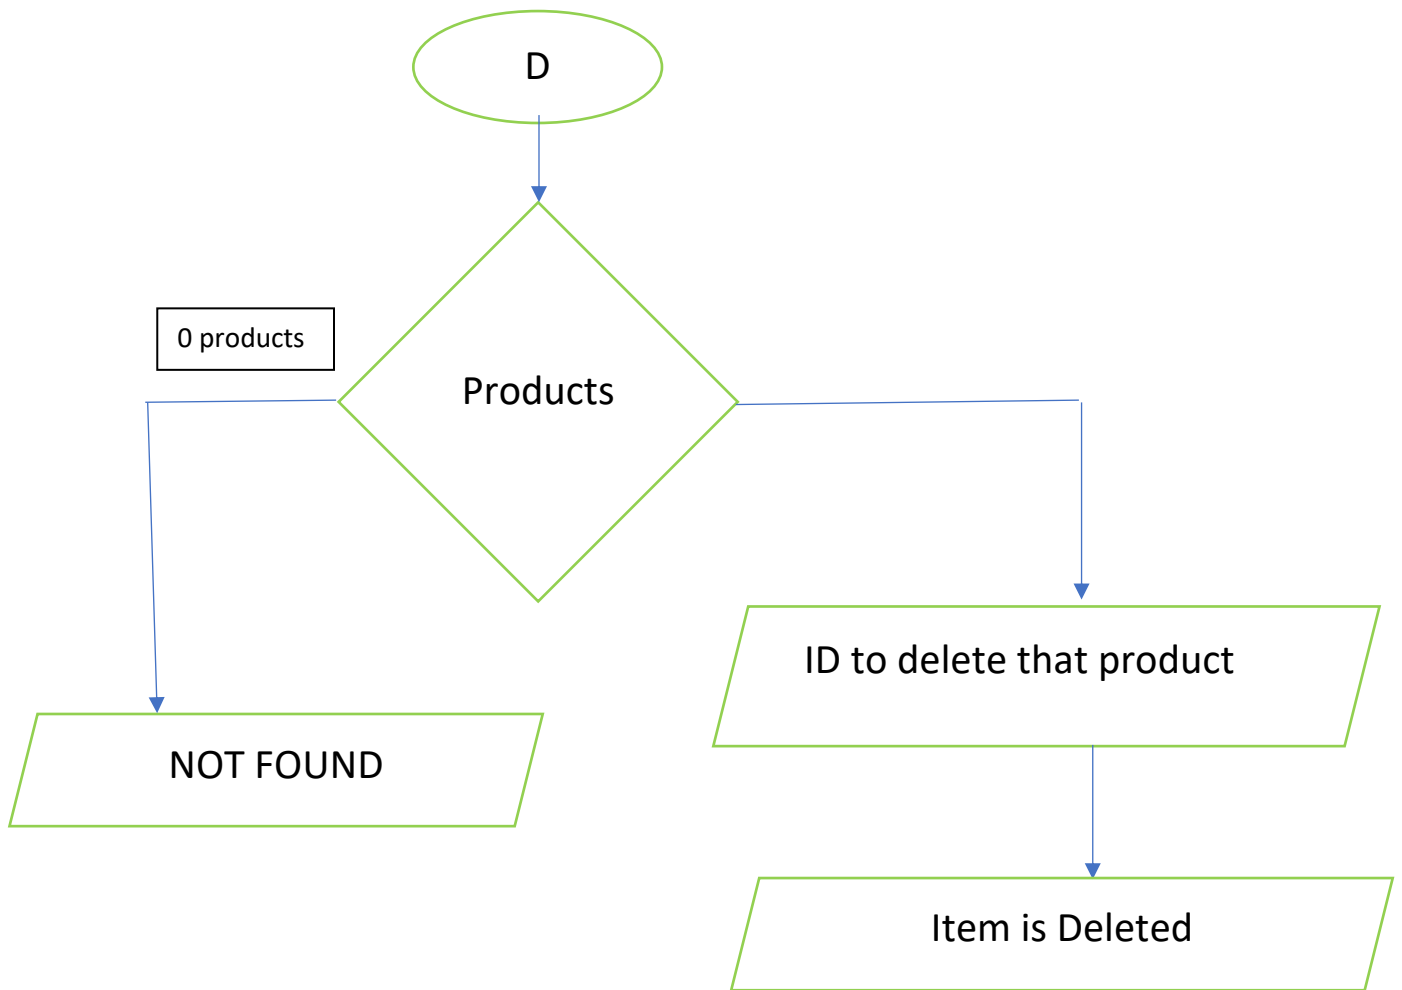 D
0 products
Products
ID to delete that product
NOT FOUND
Item is Deleted